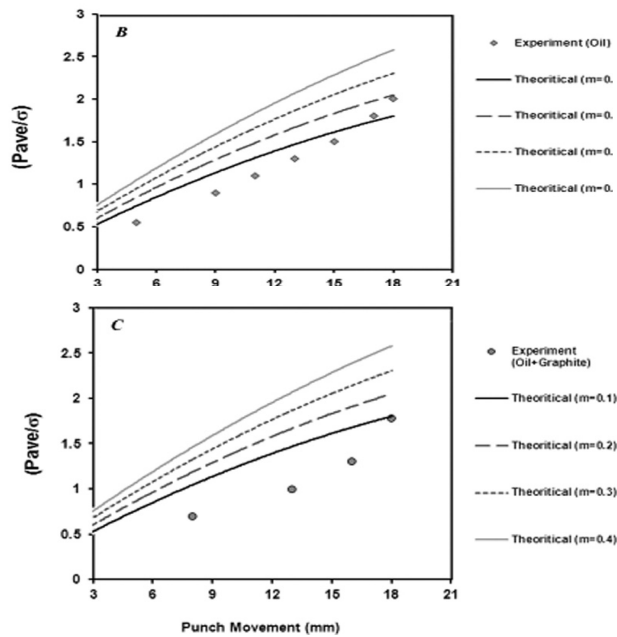 B
3
2.5
2
1.5
1
0.5
0
(Pave/σ)
3 6 9 12 15 18 21
Experiment (Oil)
Theoritical (m=0.
Theoritical (m=0.
Theoritical (m=0.
Theoritical (m=0.
C
3
2.5
2
1.5
1
0.5
0
(Pave/σ)
3 6 9 12 15 18 21
Punch Movement (mm)
Experiment
(Oil+Graphite)
Theoritical (m=0.1)
Theoritical (m=0.2)
Theoritical (m=0.3)
Theoritical (m=0.4)